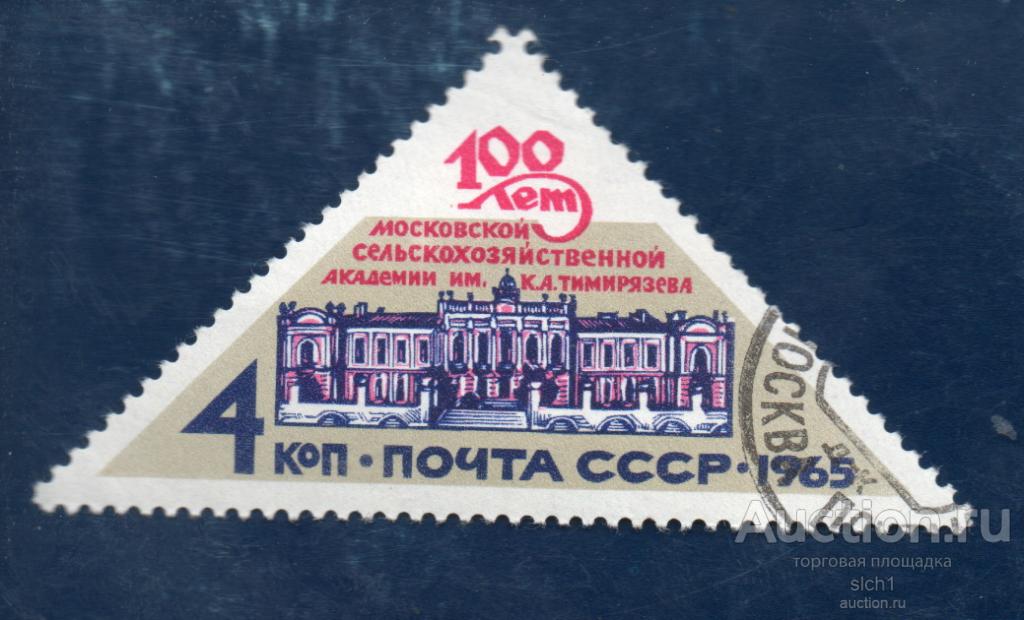 100
лет
МОСКОВСКОЙ
СЕЛЬСКОХОЗЯЙСТВЕННОЙ
АКАДЕМИИ ИМ. К.А.ТИМИРЯЗЕВА
4 КОП • ПОЧТА СССР • 1965
МОСКВА
Auction.ru
торговая площадка
slch1
auction.ru